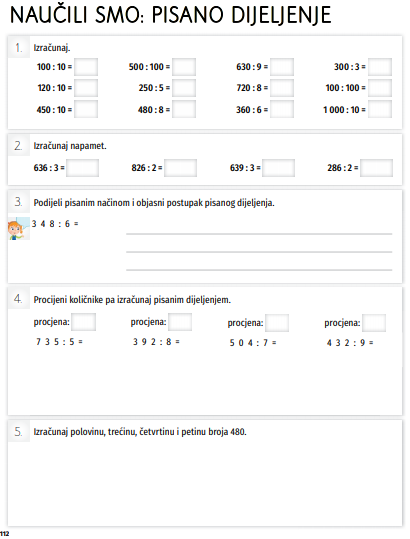 NAUČILI SMO: PISANO DIJELJENJE
1. Izračunaj.
100 : 10 = 500 : 100 = 630 : 9 = 300 : 3 =
120 : 10 = 250 : 5 = 720 : 8 = 100 : 100 =
450 : 10 = 480 : 8 = 360 : 6 = 1 000 : 10 =
2. Izračunaj napamet.
636 : 3 = 826 : 2 = 639 : 3 = 286 : 2 =
3. Podijeli pisanim načinom i objasni postupak pisanog dijeljenja.
3 4 8 : 6 =
4. Procijeni količnike pa izračunaj pisanim dijeljenjem.
procjena: procjena: procjena: procjena:
7 3 5 : 5 = 3 9 2 : 8 = 5 0 4 : 7 = 4 3 2 : 9 =
5. Izračunaj polovinu, trećinu, četvrtinu i petinu broja 480.
112